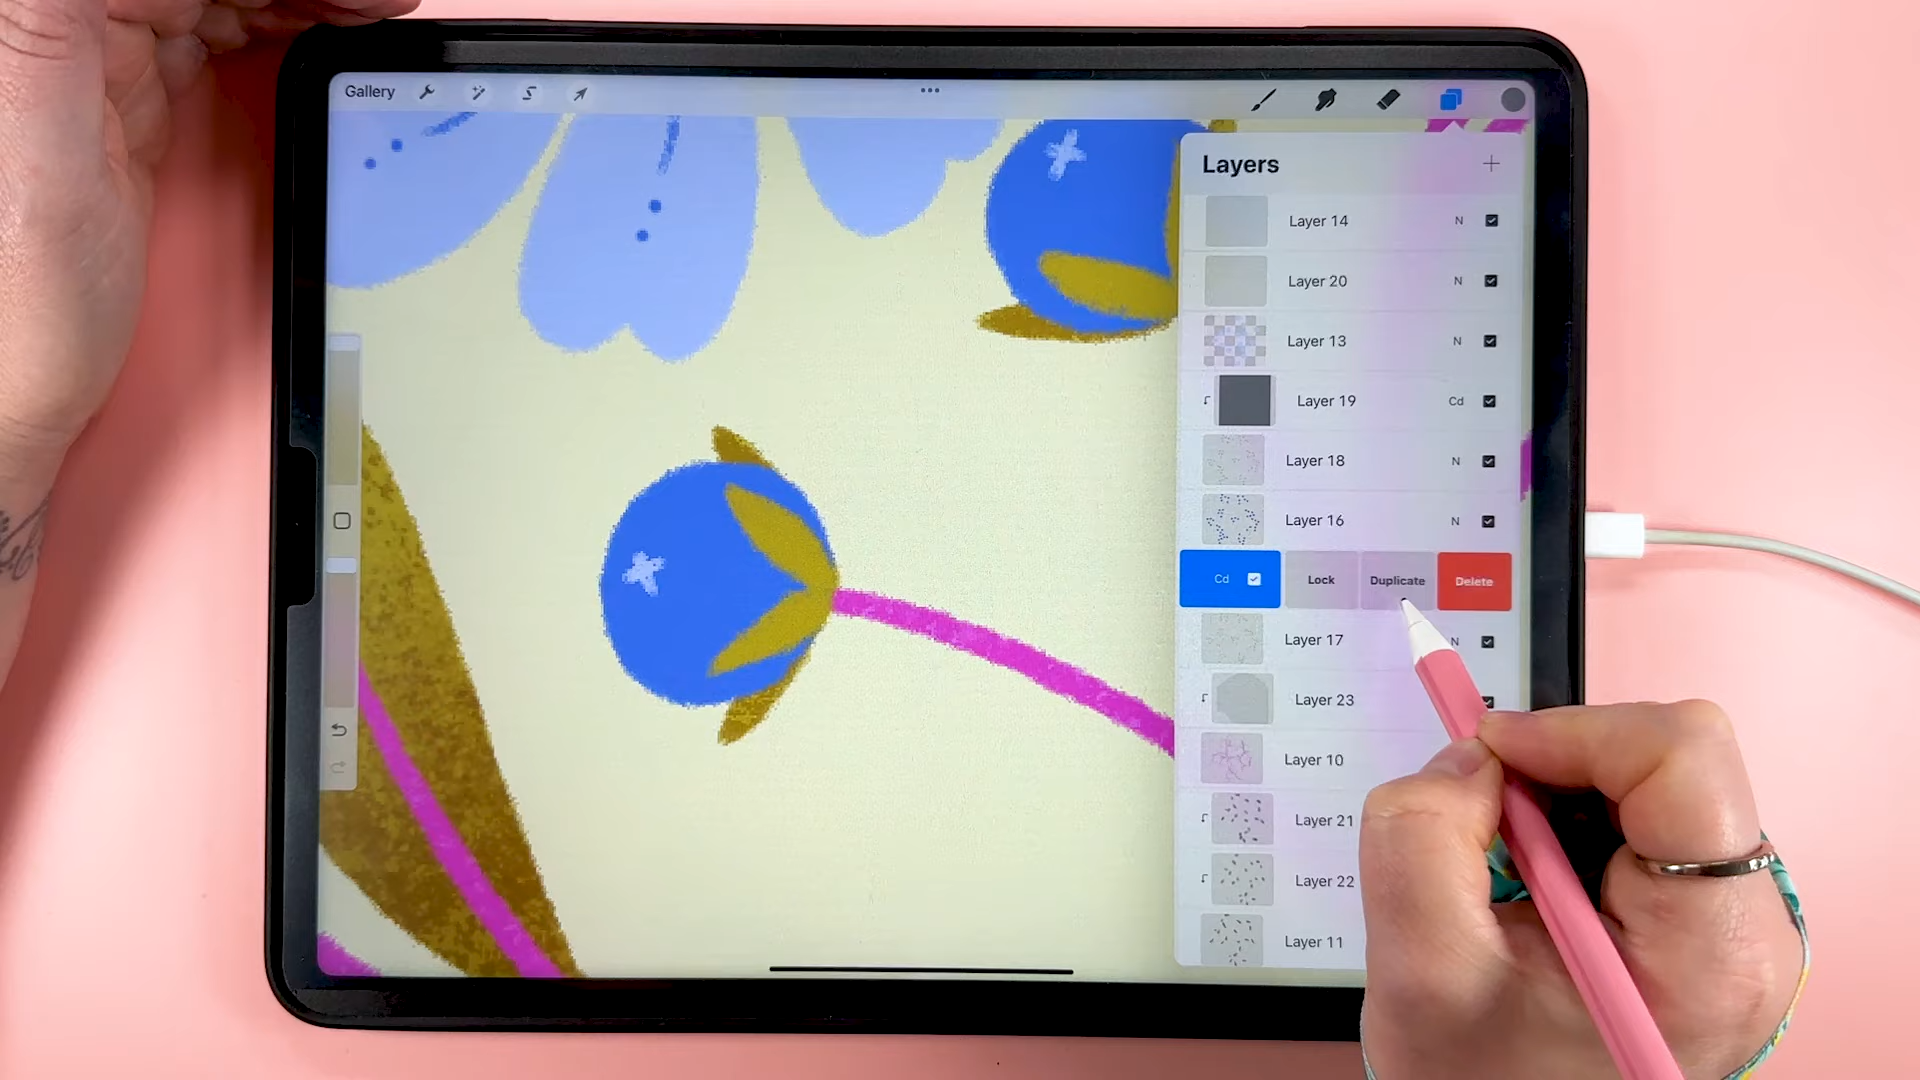 Gallery
Layers
Layer 14 N
Layer 20 N
Layer 13 N
Layer 19 Cd
Layer 18 N
Layer 16 N
Cd Lock Duplicate Delete
Layer 17 N
Layer 23
Layer 10
Layer 21
Layer 22
Layer 11